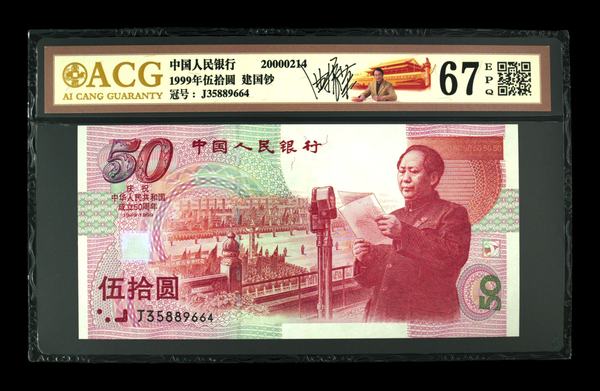 ACG
AI CANG GUARANTY
中国人民银行 20000214
1999年伍拾圆 建国钞
冠号：J35889664
67
EPQ
50
中国人民银行
庆祝
中华人民共和国
成立50周年
1949-1999
伍拾圆
J35889664
50